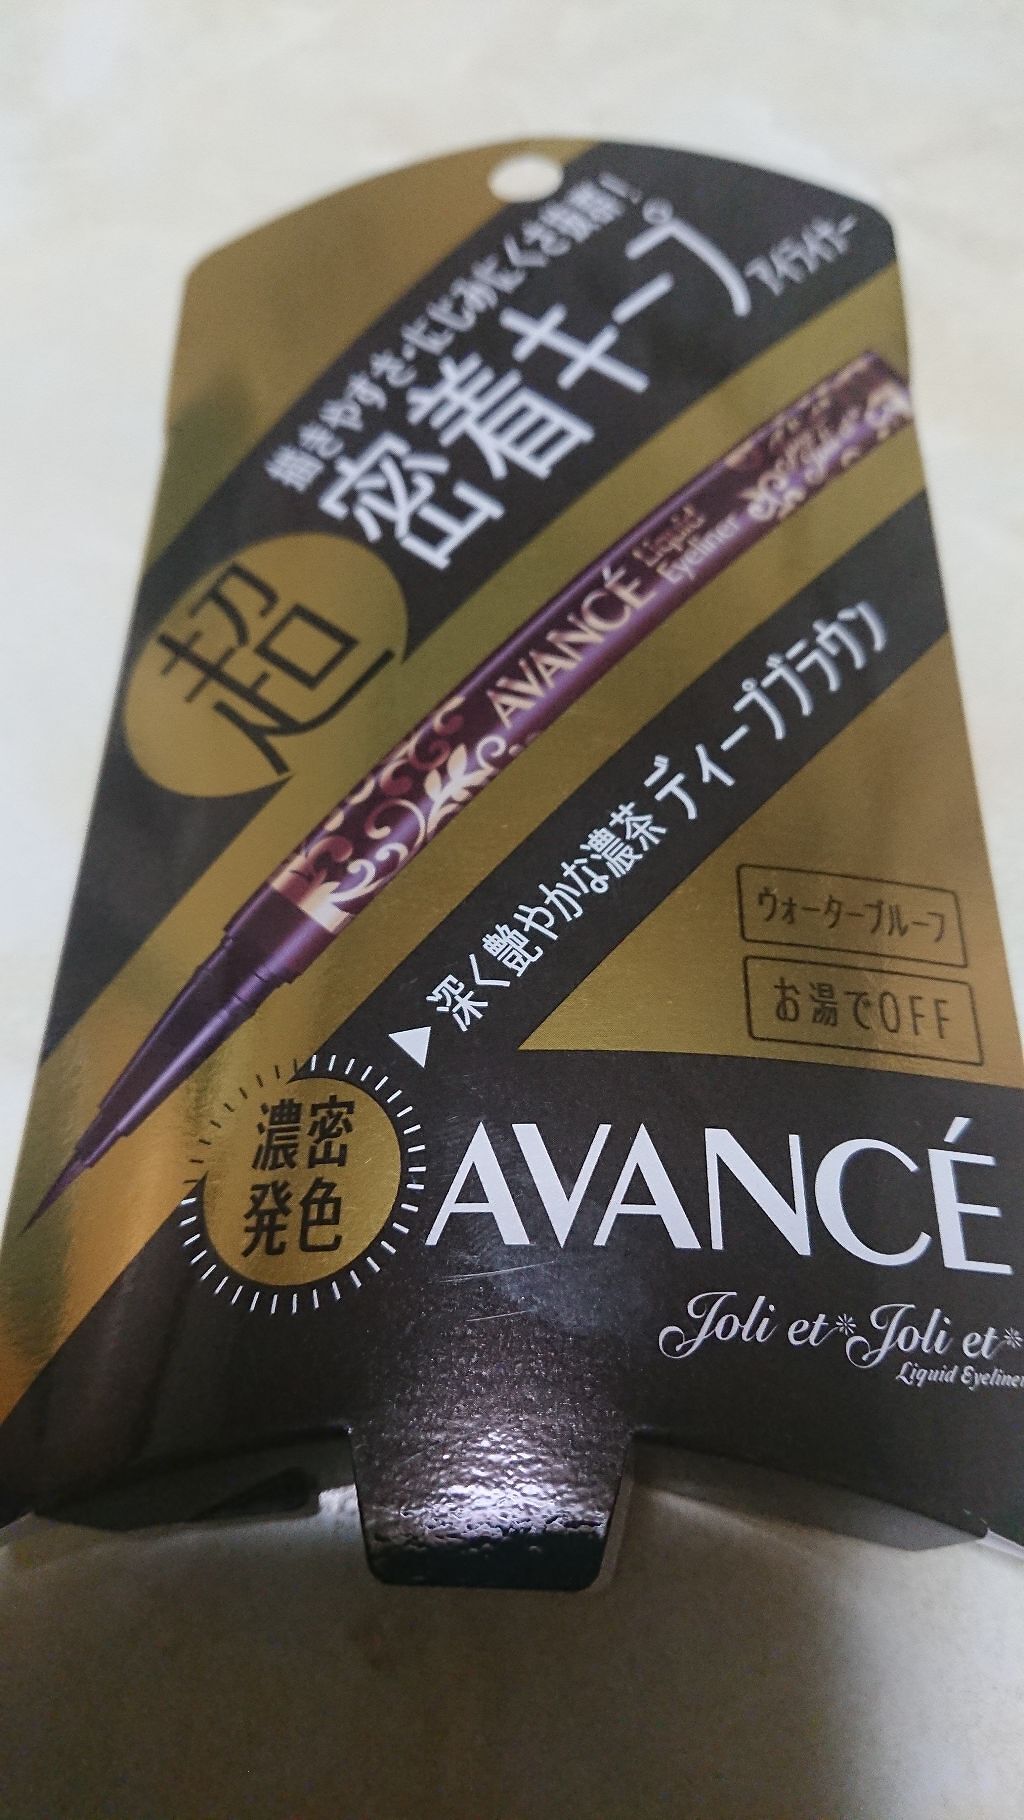 描きやすさ・にじみにくさ抜群!
超
密着キープ
アイライナー
AVANCÉ
Liquid
Eyeliner
▶深く艶やかな濃茶 ディープブラウン
ウォータープルーフ
お湯でOFF
濃密
発色
AVANCÉ
Joli et*Joli et*
Liquid Eyeliner